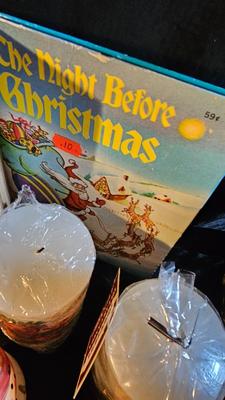 The Night Before
Christmas
59¢
.10